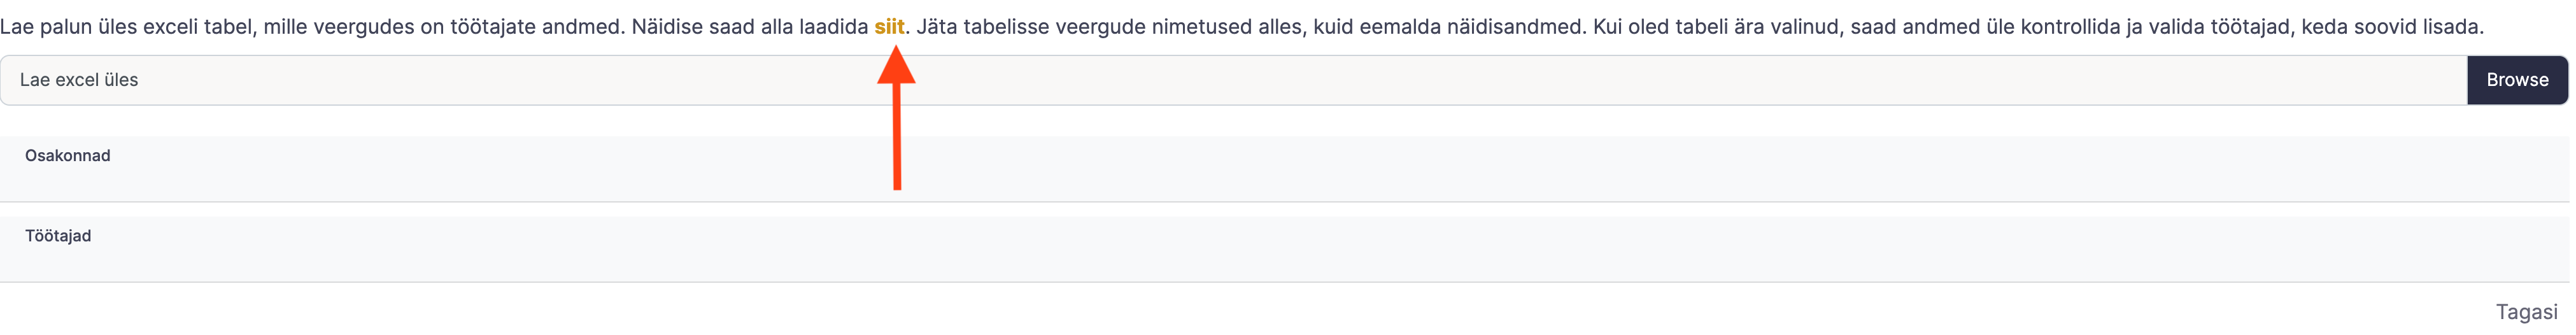 Lae palun üles exceli tabel, mille veergudes on töötajate andmed. Näidise saad alla laadida siit. Jäta tabelisse veergude nimetused alles, kuid eemalda näidisandmed. Kui oled tabeli ära valinud, saad andmed üle kontrollida ja valida töötajad, keda soovid lisada.
Lae excel üles Browse
Osakonnad
Töötajad
Tagasi